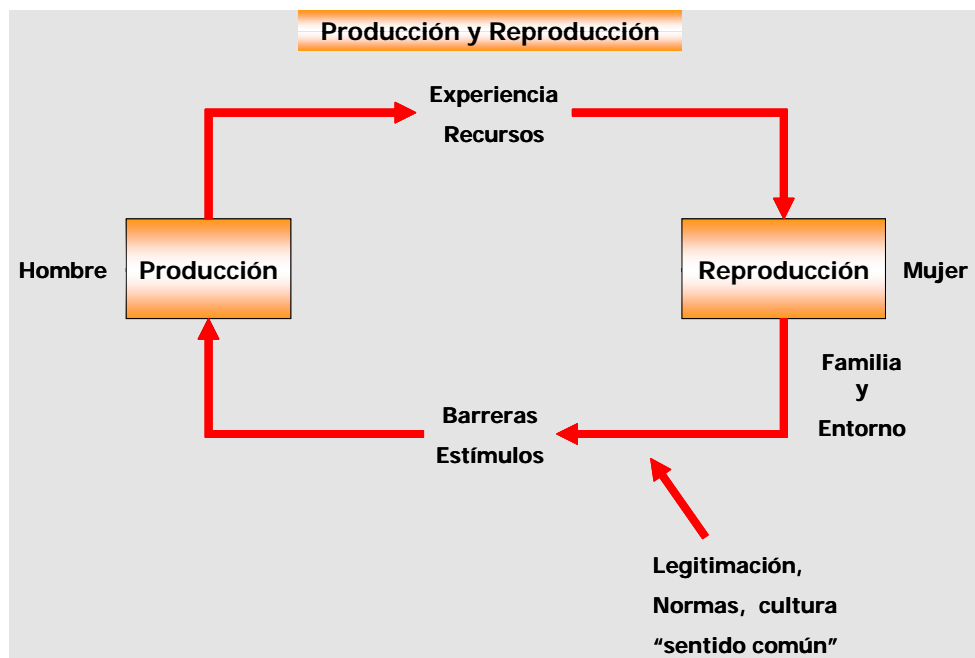 Producción y Reproducción
Experiencia
Recursos
Hombre
Producción
Reproducción
Mujer
Familia
y
Entorno
Barreras
Estímulos
Legitimación,
Normas, cultura
“sentido común”